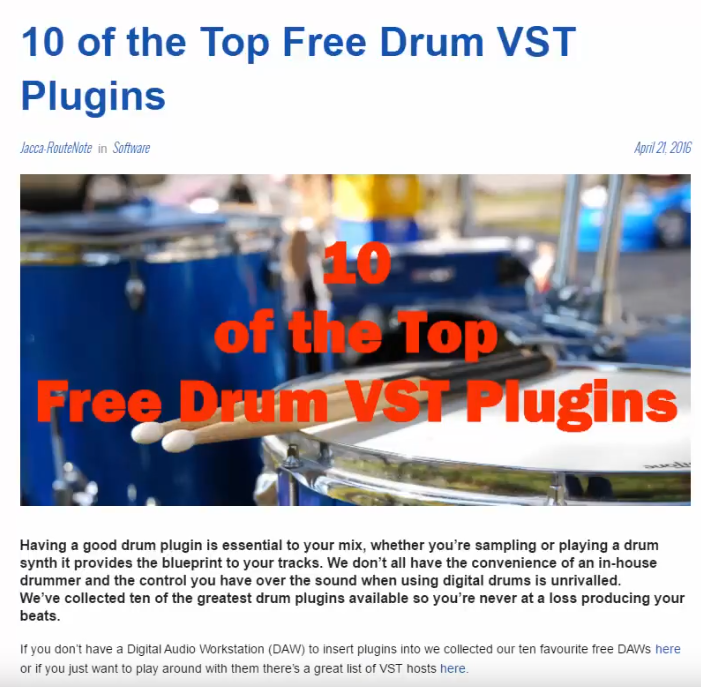 10 of the Top Free Drum VST
Plugins
Jacca-RouteNote in Software
April 21, 2016
10
of the Top
Free Drum VST Plugins
Having a good drum plugin is essential to your mix, whether you're sampling or playing a drum
synth it provides the blueprint to your tracks. We don't all have the convenience of an in-house
drummer and the control you have over the sound when using digital drums is unrivalled.
We've collected ten of the greatest drum plugins available so you're never at a loss producing your
beats.
If you don't have a Digital Audio Workstation (DAW) to insert plugins into we collected our ten favourite free DAWs here
or if you just want to play around with them there's a great list of VST hosts here.